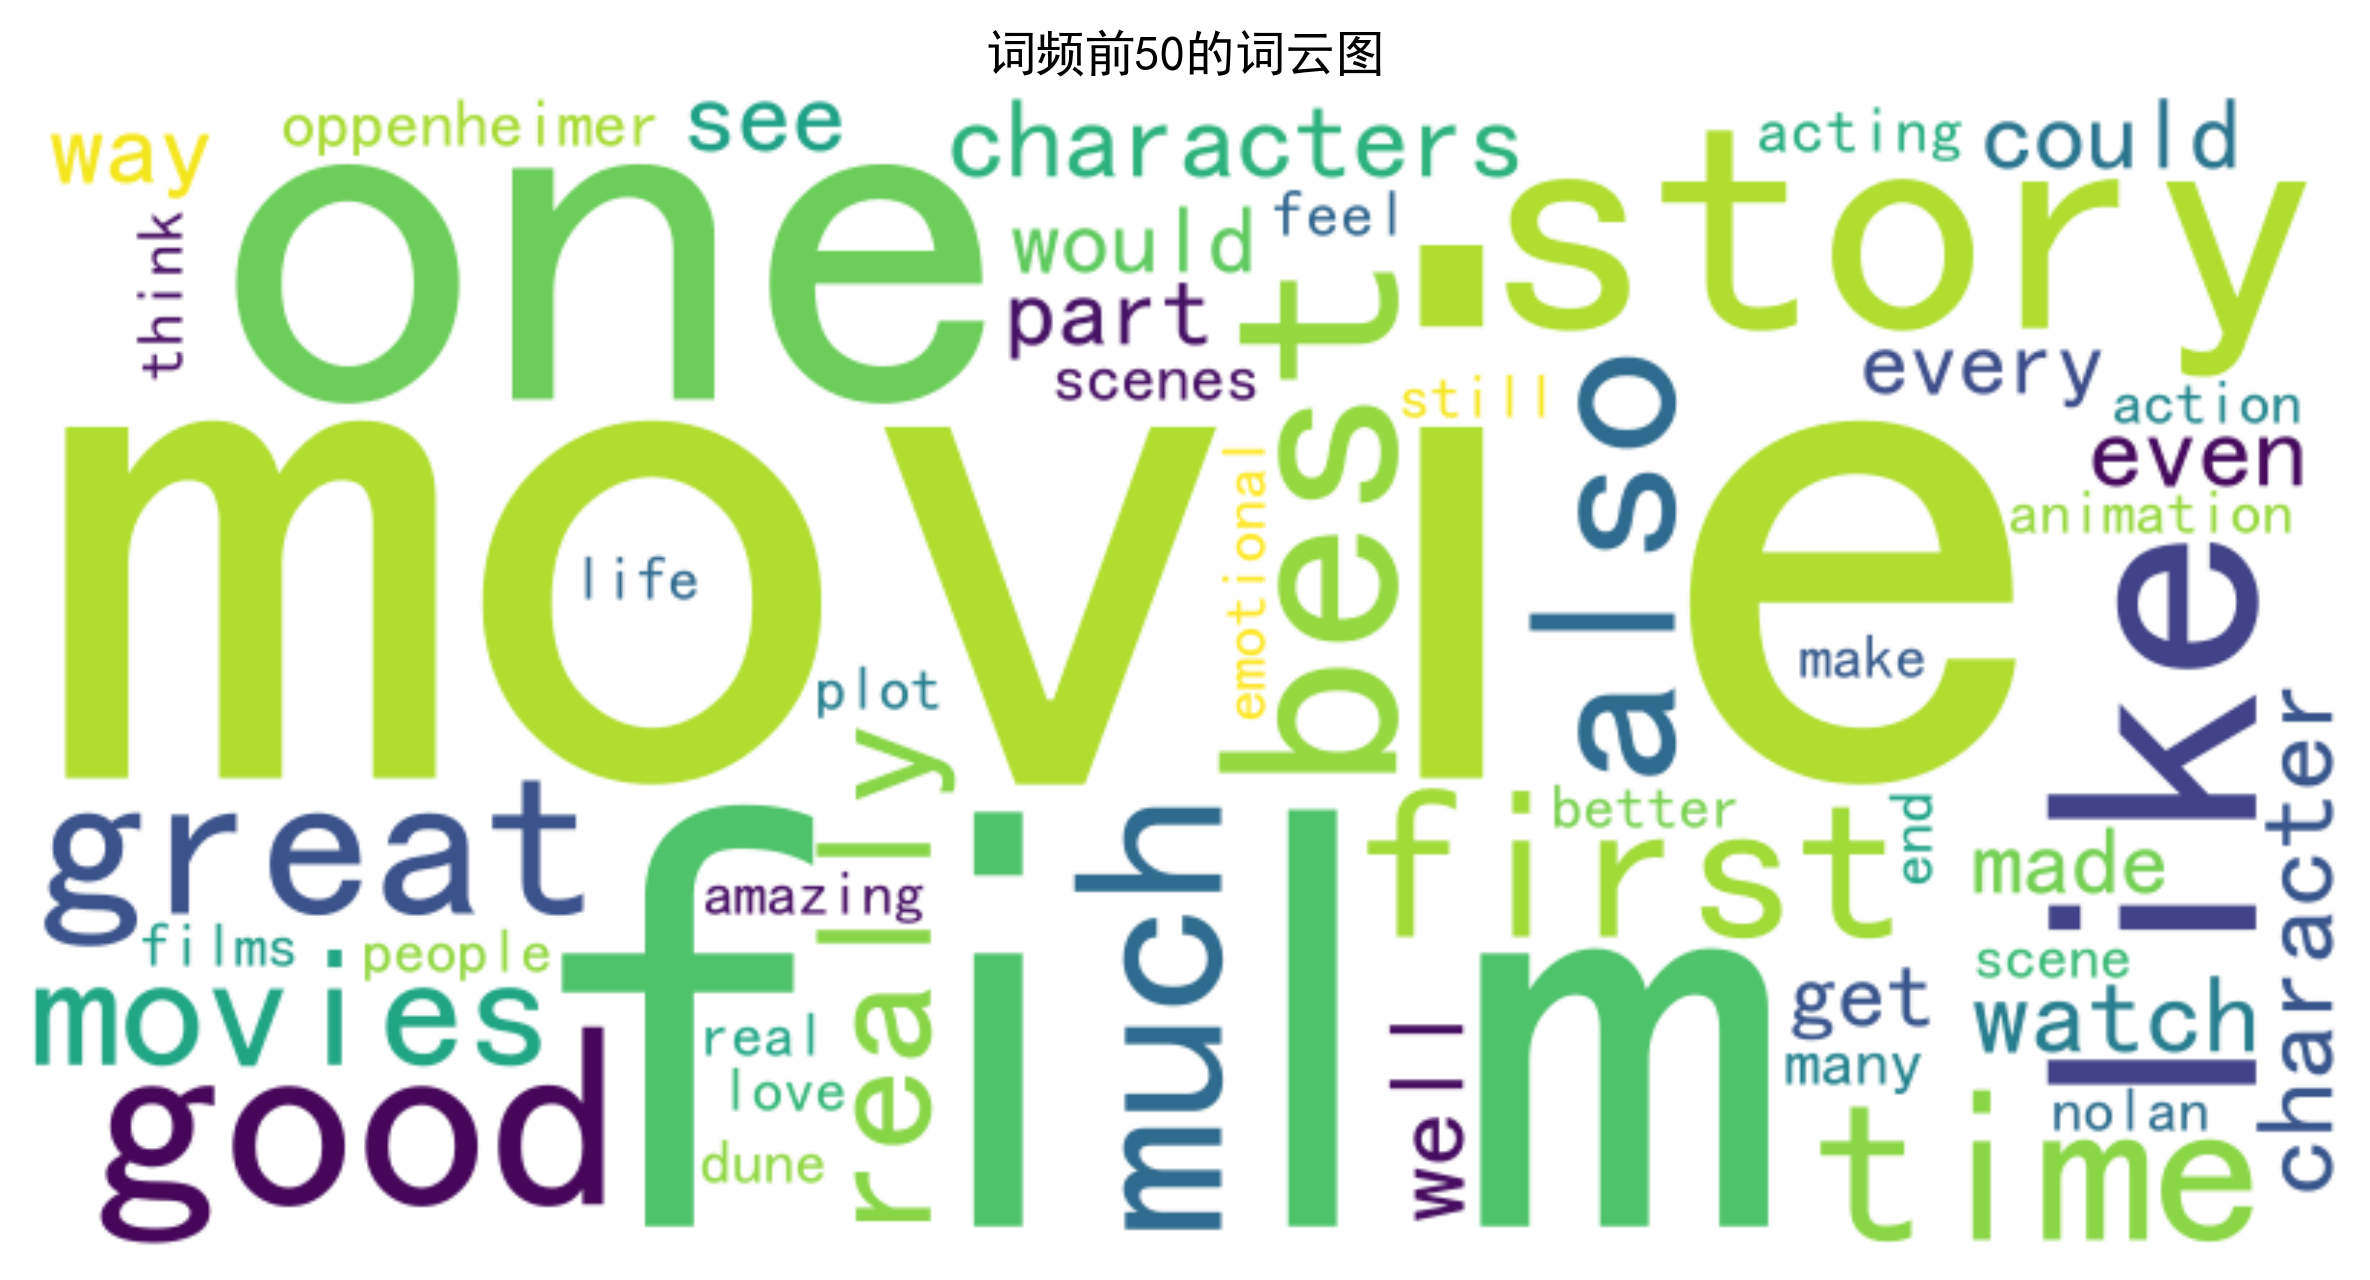 词频前50的词云图
way
oppenheimer
see
characters
acting
could
one
story
think
would
feel
part
scenes
best
still
also
every
action
even
animation
movie
life
emotional
make
like
plot
really
great
film
amazing
much
first
better
end
made
character
films
people
movies
scene
get
watch
real
well
many
love
good
dune
nolan
time